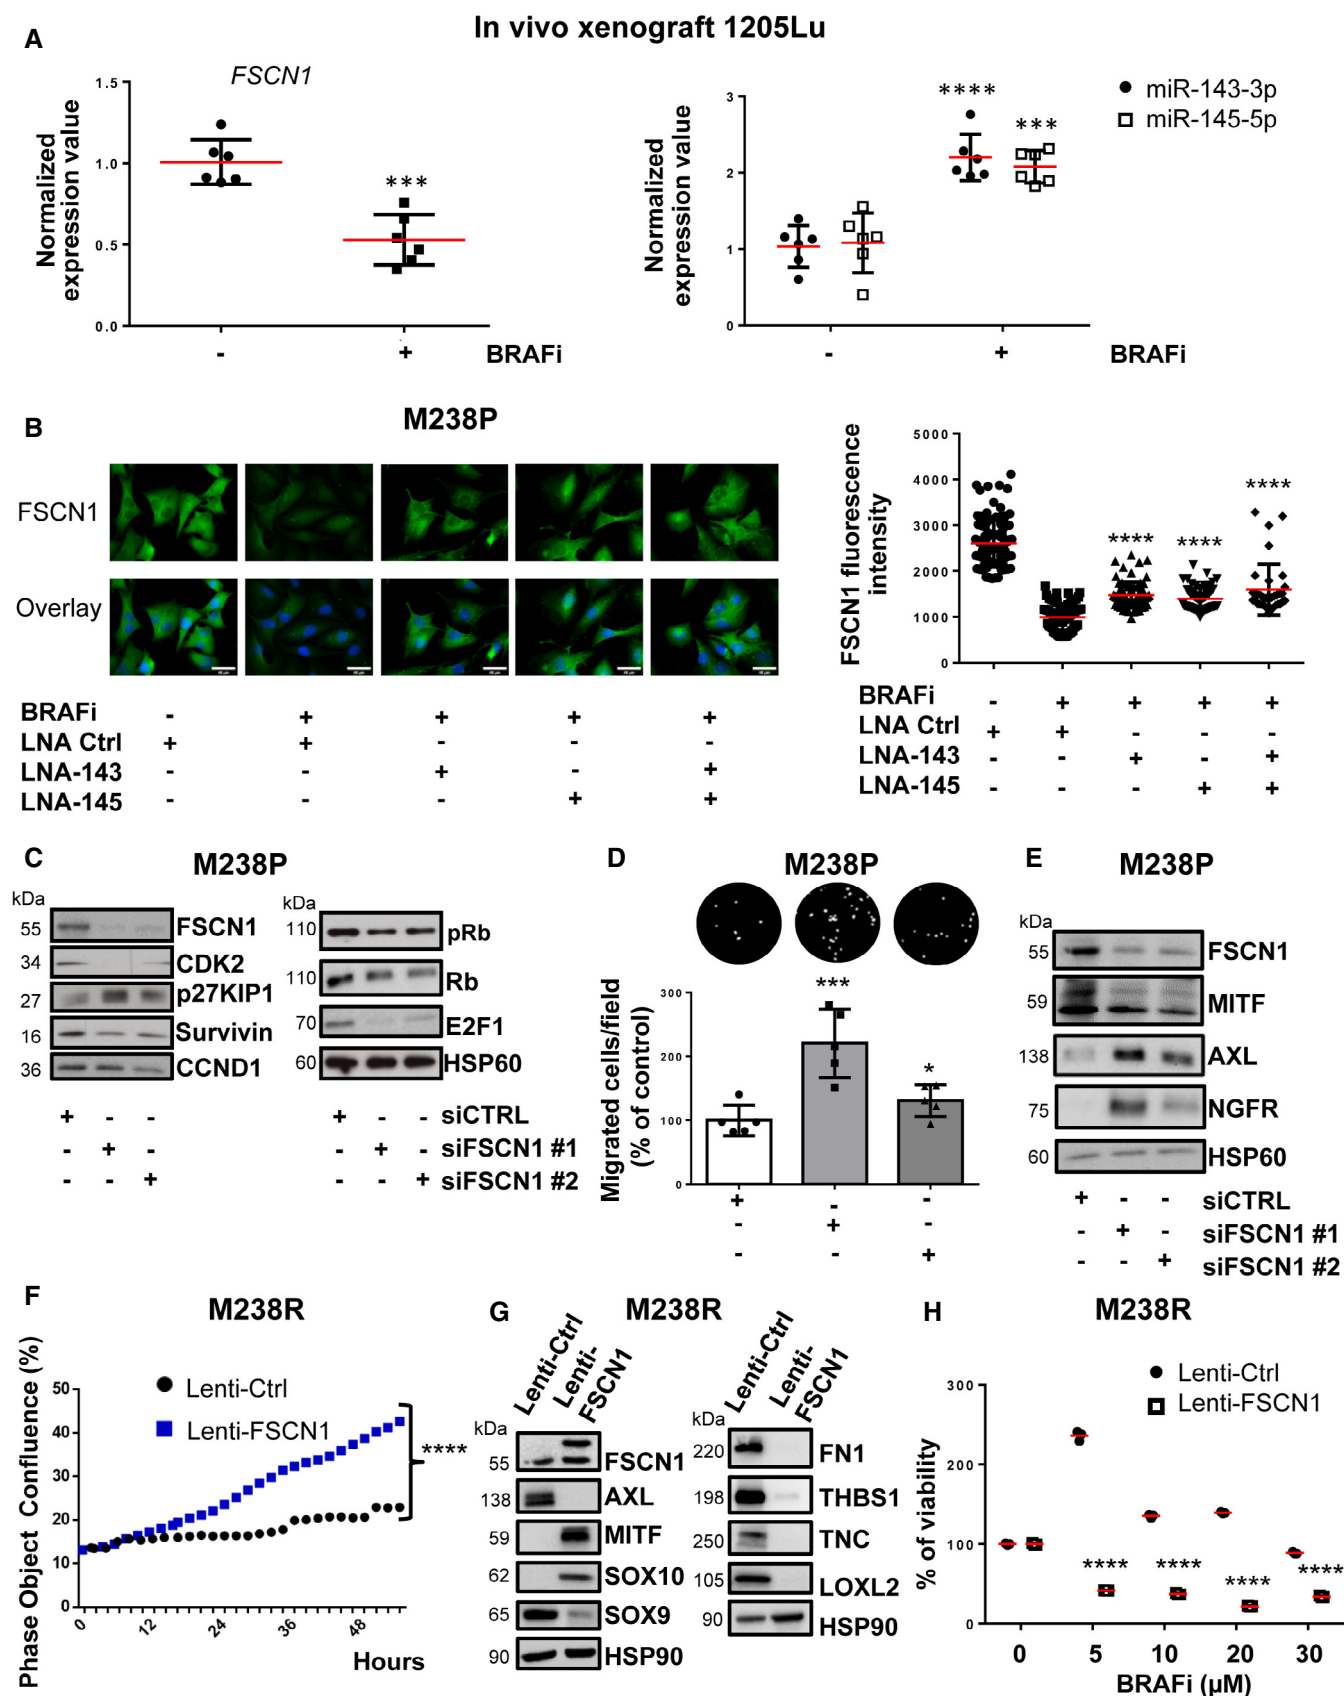 In vivo xenograft 1205Lu
A
FSCN1
Normalized
expression value
1.5
1.0
0.5
0.0
***
- + BRAFi
Normalized
expression value
3
2
1
0
**** ***
miR-143-3p
miR-145-5p
- + BRAFi
B
M238P
FSCN1
Overlay
BRAFi - + + + +
LNA Ctrl + + - - -
LNA-143 - - + - +
LNA-145 - - - + +
FSCN1 fluorescence
intensity
5000
4000
3000
2000
1000
0
**** **** ****
BRAFi - + + + +
LNA Ctrl + + - - -
LNA-143 - - + - +
LNA-145 - - - + +
C
M238P
kDa
55 FSCN1
34 CDK2
27 p27KIP1
16 Survivin
36 CCND1
kDa
110 pRb
110 Rb
70 E2F1
60 HSP60
+ - - + - - siCTRL
- + - - + - siFSCN1 #1
- - + - - + siFSCN1 #2
D
M238P
Migrated cells/field
(% of control)
300
200
100
0
*** *
+ - -
- + -
- - +
E
M238P
kDa
55 FSCN1
59 MITF
138 AXL
75 NGFR
60 HSP60
+ - - siCTRL
- + - siFSCN1 #1
- - + siFSCN1 #2
F
M238R
Phase Object Confluence (%)
50
40
30
20
10
0
Lenti-Ctrl
Lenti-FSCN1
****
0 12 24 36 48
Hours
G
M238R
Lenti-Ctrl
Lenti-
FSCN1
kDa
55 FSCN1
138 AXL
59 MITF
62 SOX10
65 SOX9
90 HSP90
Lenti-Ctrl
Lenti-
FSCN1
kDa
220 FN1
198 THBS1
250 TNC
105 LOXL2
90 HSP90
H
M238R
% of viability
300
200
100
0
Lenti-Ctrl
Lenti-FSCN1
**** **** **** ****
0 5 10 20 30
BRAFi (µM)